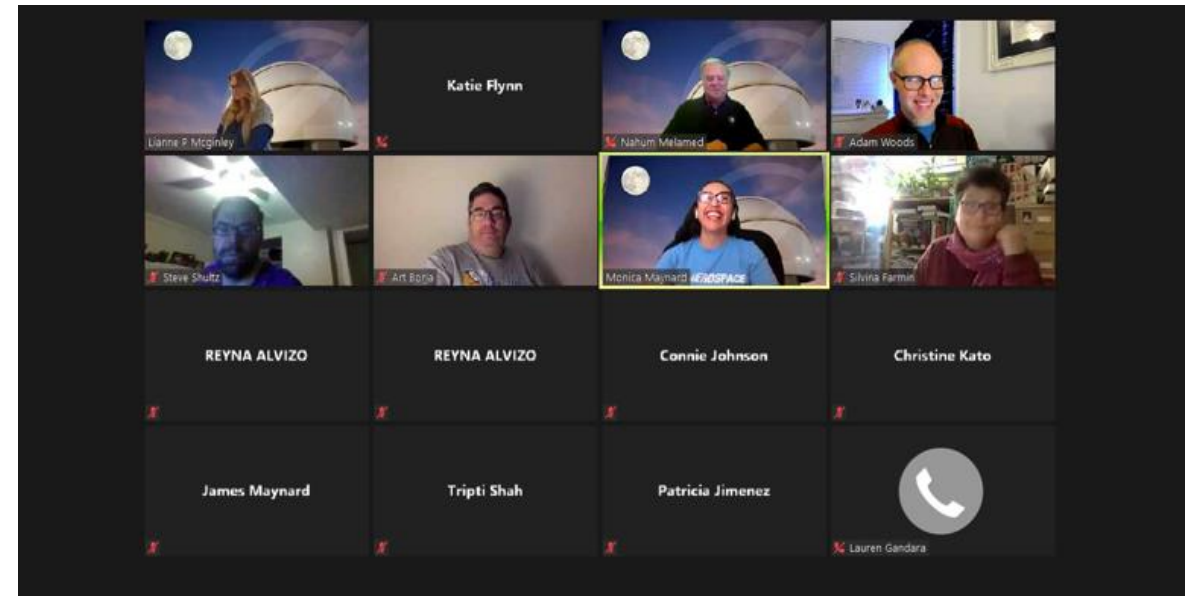 Lianne P Mcginley
Katie Flynn
Nahum Melamed
Adam Woods
Steve Shultz
Art Borja
Monica Maynard
AEROSPACE
Silvina Farmin
REYNA ALVIZO
REYNA ALVIZO
Connie Johnson
Christine Kato
James Maynard
Tripti Shah
Patricia Jimenez
Lauren Gandara